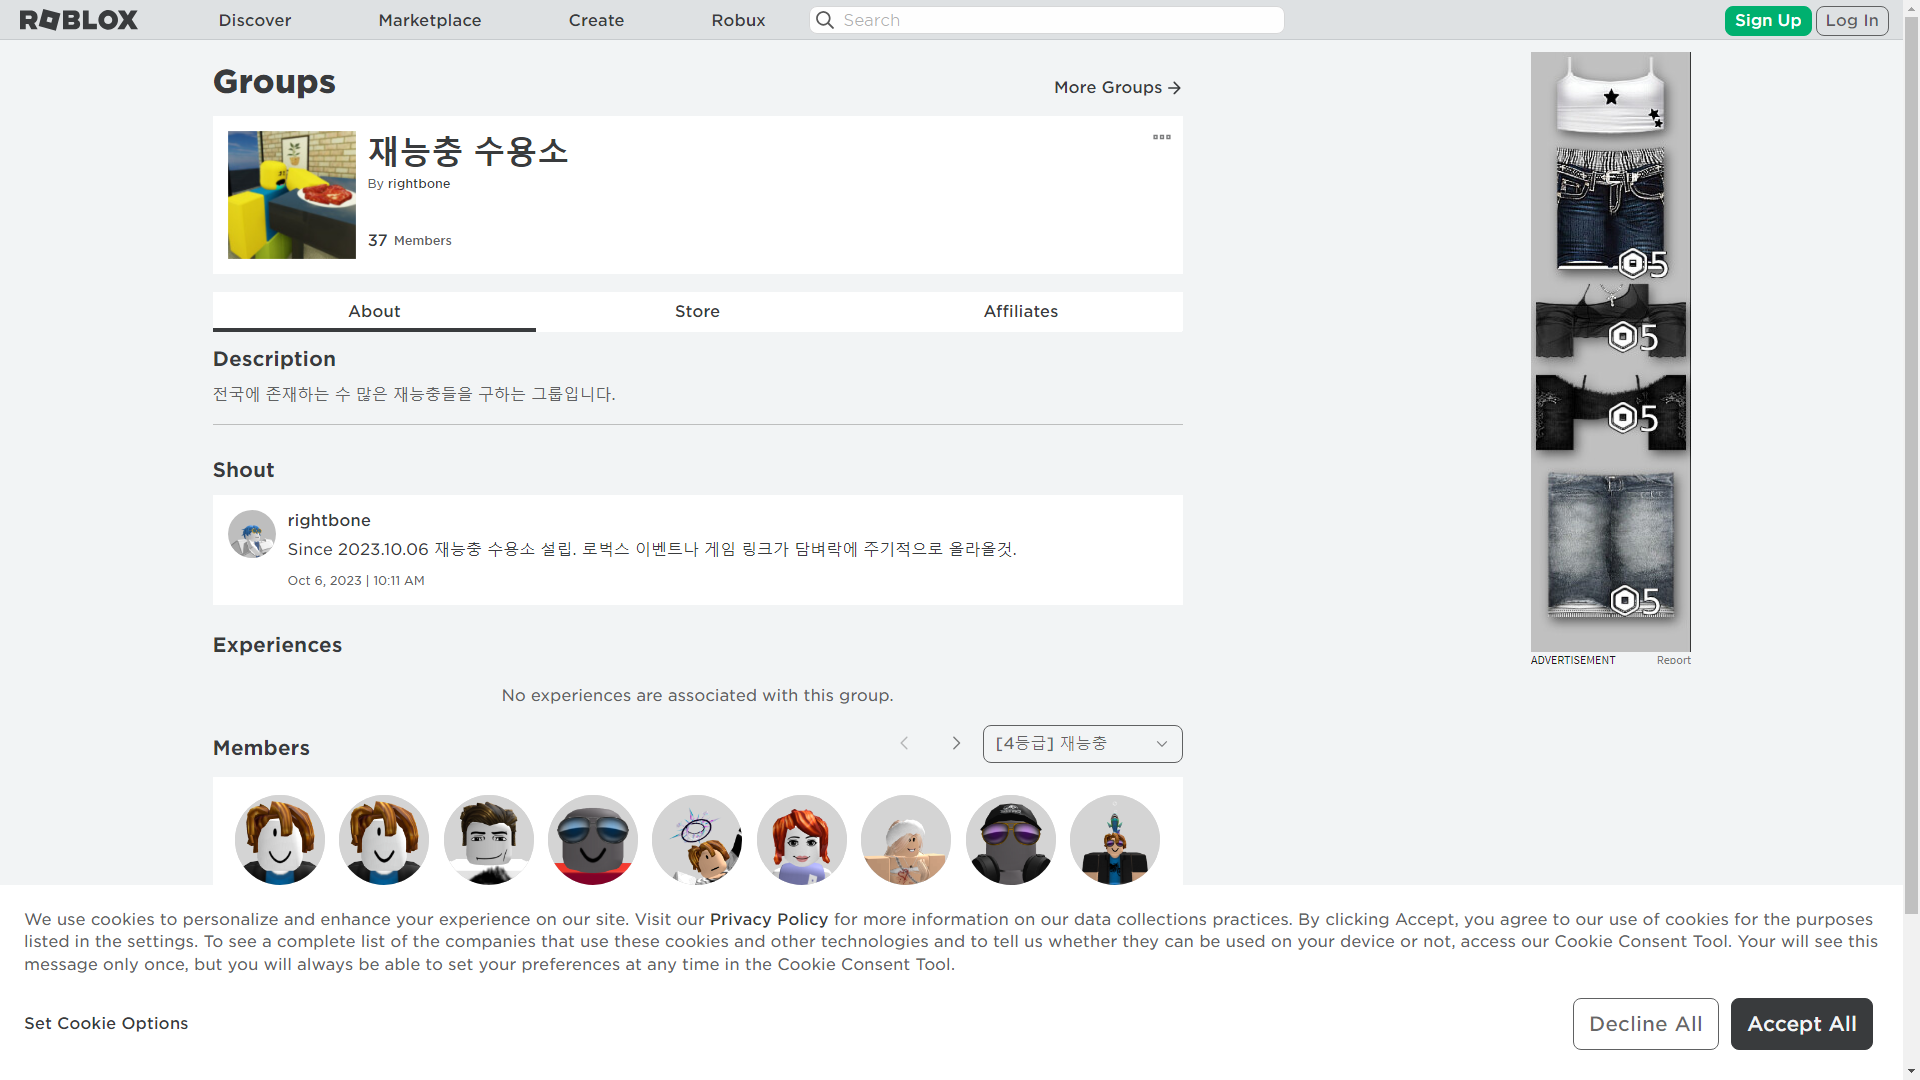 ROBLOX
Discover
Marketplace
Create
Robux
Search
Sign Up
Log In
Groups
More Groups
재능충 수용소
By rightbone
37 Members
About
Store
Affiliates
Description
전국에 존재하는 수 많은 재능충들을 구하는 그룹입니다.
Shout
rightbone
Since 2023.10.06 재능충 수용소 설립. 로벅스 이벤트나 게임 링크가 담벼락에 주기적으로 올라올것.
Oct 6, 2023 | 10:11 AM
Experiences
No experiences are associated with this group.
Members
[4등급] 재능충
5
5
5
5
ADVERTISEMENT
Report
We use cookies to personalize and enhance your experience on our site. Visit our Privacy Policy for more information on our data collections practices. By clicking Accept, you agree to our use of cookies for the purposes
listed in the settings. To see a complete list of the companies that use these cookies and other technologies and to tell us whether they can be used on your device or not, access our Cookie Consent Tool. Your will see this
message only once, but you will always be able to set your preferences at any time in the Cookie Consent Tool.
Set Cookie Options
Decline All
Accept All